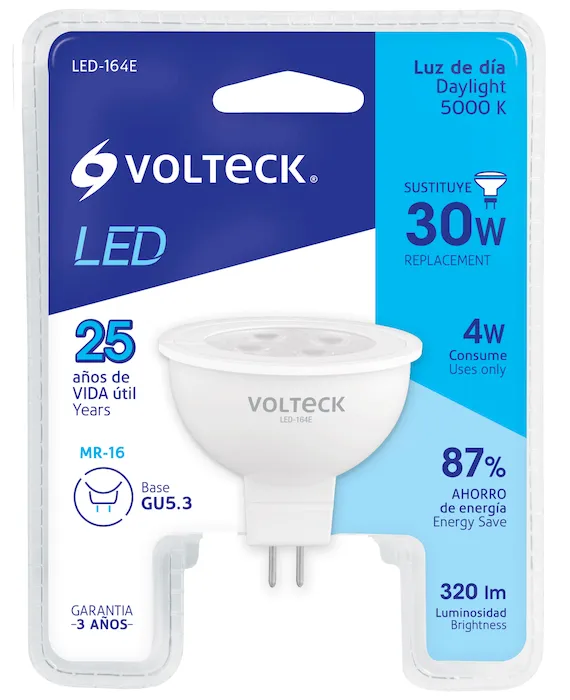 LED-164E
VOLTECK®
LED
Luz de día
Daylight
5000 K
SUSTITUYE
30W
REPLACEMENT
25
años de
VIDA útil
Years
MR-16
Base
GU5.3
GARANTIA
-3 AÑOS-
VOLTECK
LED-164E
4W
Consume
Uses only
87%
AHORRO
de energía
Energy Save
320 lm
Luminosidad
Brightness